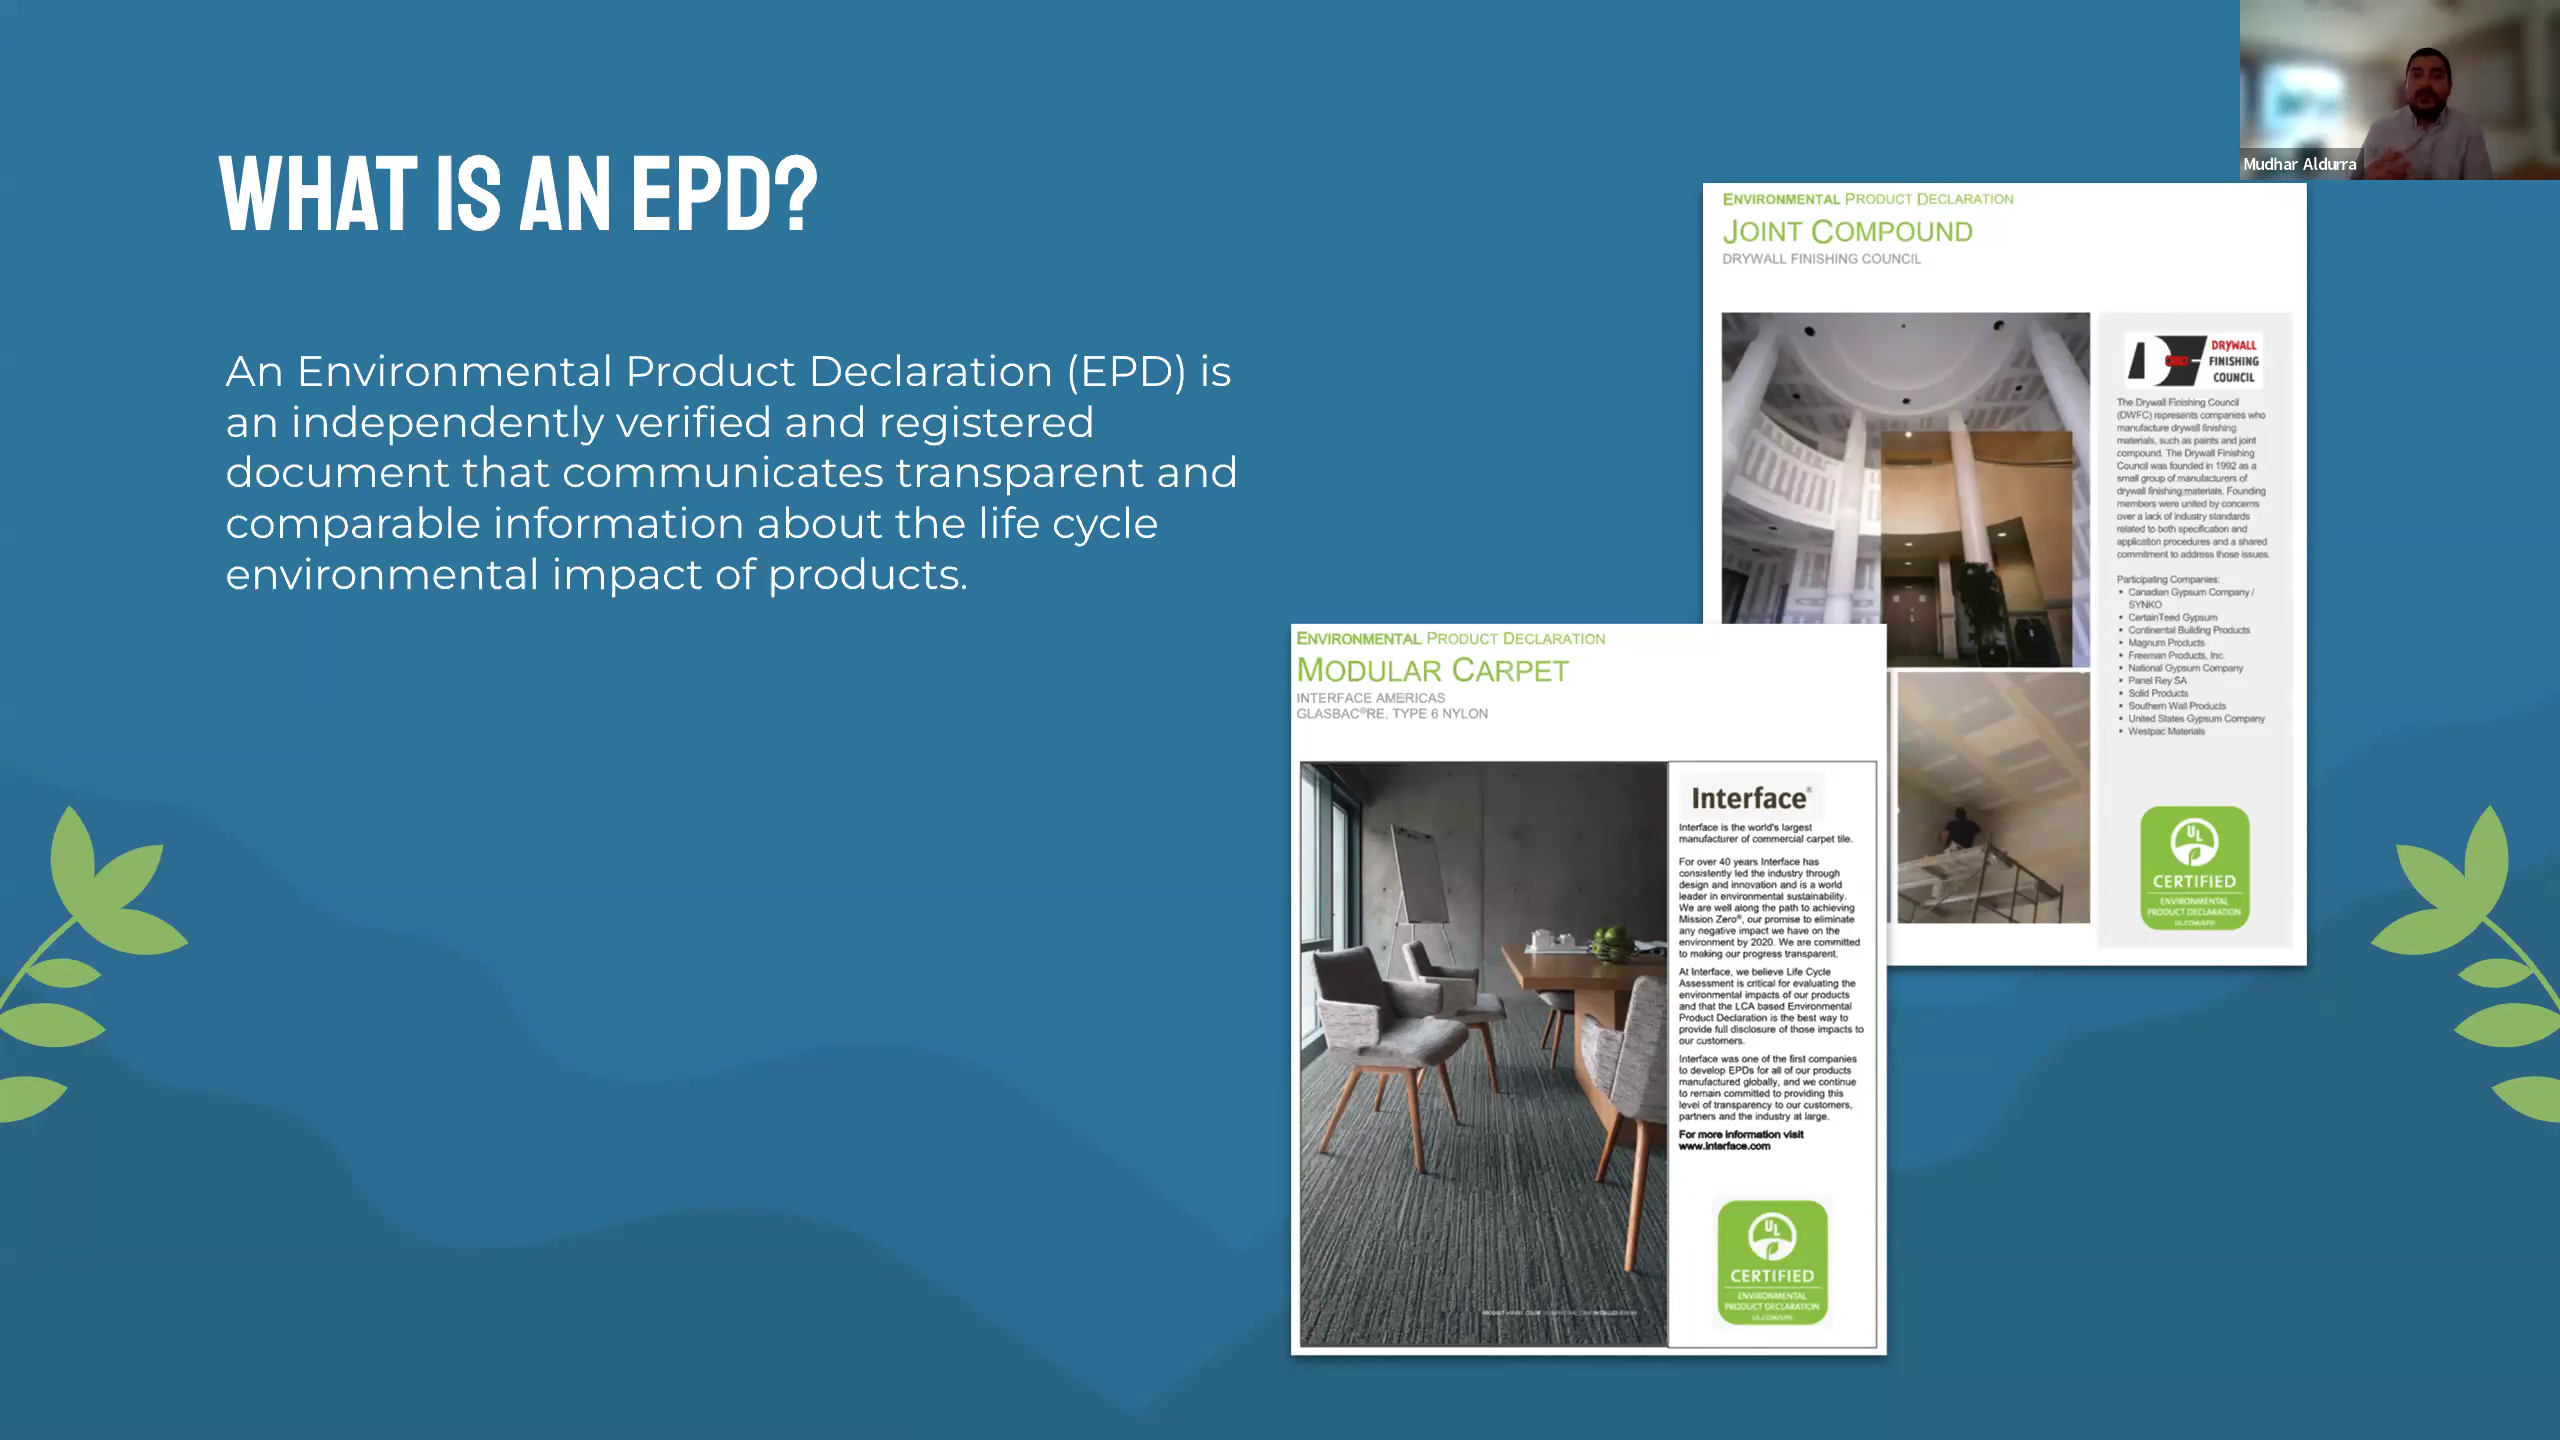 WHAT IS AN EPD?
An Environmental Product Declaration (EPD) is
an independently verified and registered
document that communicates transparent and
comparable information about the life cycle
environmental impact of products.
Mudhar Aldurra
ENVIRONMENTAL PRODUCT DECLARATION
JOINT COMPOUND
DRYWALL FINISHING COUNCIL
DRYWALL
FINISHING
COUNCIL
The Drywall Finishing Council
(DWFC) represents companies who
manufacture drywall finishing
materials, such as paints and joint
compound. The Drywall Finishing
Council was founded in 1992 as a
small group of manufacturers of
drywall finishing materials. Founding
members were united by concerns
over a lack of industry standards
related to both specification and
application procedures and a shared
commitment to address those issues.
Participating Companies:
• Canadian Gypsum Company /
SYNKO
• CertainTeed Gypsum
• Continental Building Products
• Magnum Products
• Freeman Products, Inc.
• National Gypsum Company
• Panel Rey SA
• Solid Products
• Southern Wall Products
• United States Gypsum Company
• Westpac Materials
UL
CERTIFIED
ENVIRONMENTAL
PRODUCT DECLARATION
UL.COM/EPD
ENVIRONMENTAL PRODUCT DECLARATION
MODULAR CARPET
INTERFACE AMERICAS
GLASBAC®RE, TYPE 6 NYLON
Interface®
Interface is the world's largest
manufacturer of commercial carpet tile.
For over 40 years Interface has
consistently led the industry through
design and innovation and is a world
leader in environmental sustainability.
We are well along the path to achieving
Mission Zero®, our promise to eliminate
any negative impact we have on the
environment by 2020. We are committed
to making our progress transparent.
At Interface, we believe Life Cycle
Assessment is critical for evaluating the
environmental impacts of our products
and that the LCA based Environmental
Product Declaration is the best way to
provide full disclosure of those impacts to
our customers.
Interface was one of the first companies
to develop EPDs for all of our products
manufactured globally, and we continue
to remain committed to providing this
level of transparency to our customers,
partners and the industry at large.
For more information visit
www.interface.com
UL
CERTIFIED
ENVIRONMENTAL
PRODUCT DECLARATION
UL.COM/EPD